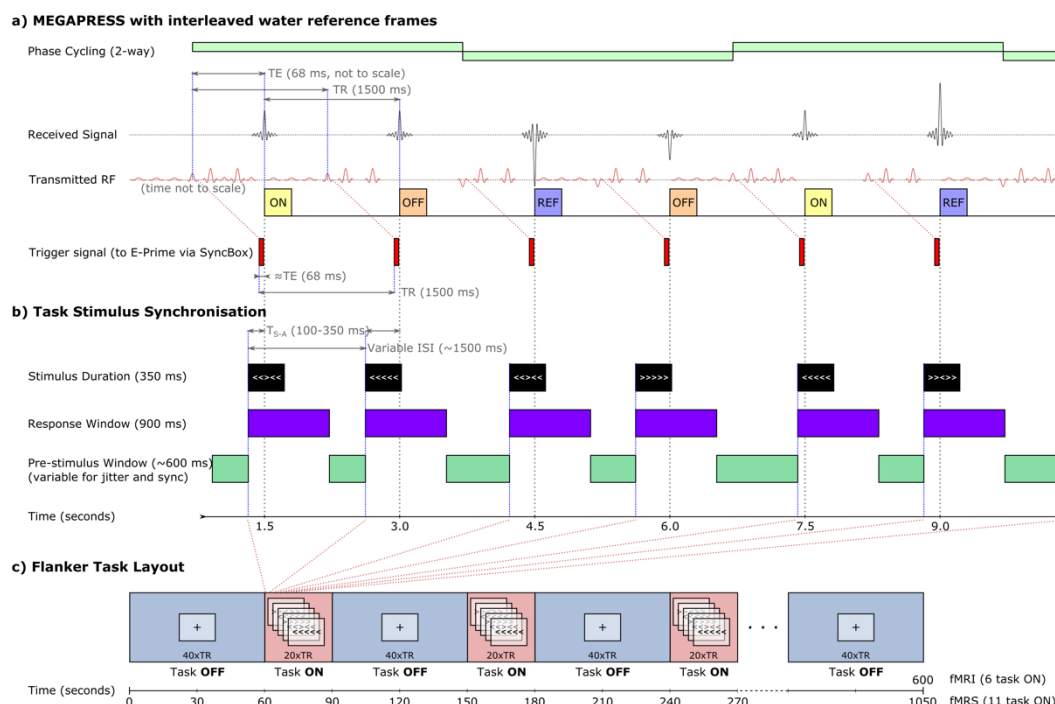 a) MEGAPRESS with interleaved water reference frames
Phase Cycling (2-way)
TE (68 ms, not to scale)
TR (1500 ms)
Received Signal
Transmitted RF
(time not to scale)
ON
OFF
REF
OFF
ON
REF
Trigger signal (to E-Prime via SyncBox)
≈TE (68 ms)
TR (1500 ms)
b) Task Stimulus Synchronisation
T S-A (100-350 ms)
Variable ISI (~1500 ms)
Stimulus Duration (350 ms)
<<><<
<<<<<
<<><<
>>>>>
<<<<<
>><>>
Response Window (900 ms)
Pre-stimulus Window (~600 ms)
(variable for jitter and sync)
Time (seconds)
1.5 3.0 4.5 6.0 7.5 9.0
c) Flanker Task Layout
+ <<<<< + <<<<< + <<<<< . . . +
40xTR 20xTR 40xTR 20xTR 40xTR 20xTR 40xTR
Task OFF Task ON Task OFF Task ON Task OFF Task ON Task OFF
600 fMRI (6 task ON)
Time (seconds)
0 30 60 90 120 150 180 210 240 270 1050 fMRS (11 task ON)